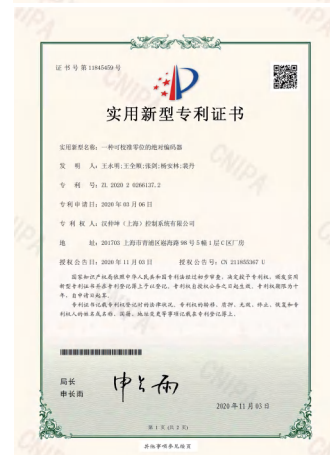 证书号第11845459号
实用新型专利证书
实用新型名称：一种可校准零位的绝对编码器
发明人：王永明;王全顺;张剑;杨安林;裴丹
专利号：ZL 2020 2 0266137.2
专利申请日：2020年03月06日
专利权人：汉仲坤（上海）控制系统有限公司
地址：201703 上海市青浦区崧海路98号5幢1层C区厂房
授权公告日：2020年11月03日 授权公告号：CN 211855367 U
国家知识产权局依照中华人民共和国专利法经过初步审查，决定授予专利权，颁发实用
新型专利证书并在专利登记簿上予以登记。专利权自授权公告之日起生效。专利权期限为十
年，自申请日起算。
专利证书记载专利权登记时的法律状况。专利权的转移、质押、无效、终止、恢复和专
利权人的姓名或名称、国籍、地址变更等事项记载在专利登记簿上。
局长
申长雨
申长雨
2020年11月03日
第 1 页 (共 2 页)
其他事项参见续页
CNIPA